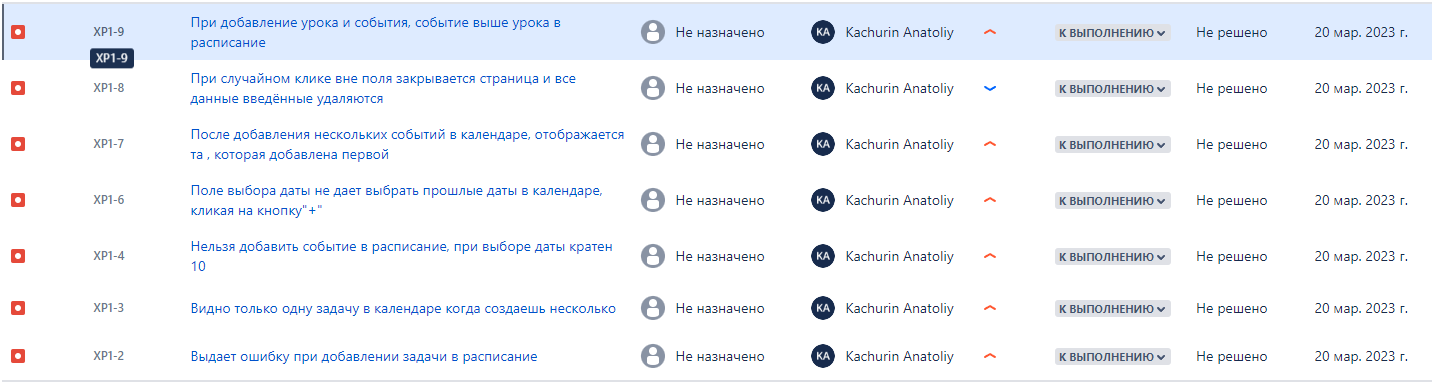 XP1-9 При добавление урока и события, событие выше урока в расписание Не назначено KA Kachurin Anatoliy К ВЫПОЛНЕНИЮ Не решено 20 мар. 2023 г.
XP1-9
XP1-8 При случайном клике вне поля закрывается страница и все данные введённые удаляются Не назначено KA Kachurin Anatoliy К ВЫПОЛНЕНИЮ Не решено 20 мар. 2023 г.
XP1-7 После добавления нескольких событий в календаре, отображается та , которая добавлена первой Не назначено KA Kachurin Anatoliy К ВЫПОЛНЕНИЮ Не решено 20 мар. 2023 г.
XP1-6 Поле выбора даты не дает выбрать прошлые даты в календаре, кликая на кнопку"+" Не назначено KA Kachurin Anatoliy К ВЫПОЛНЕНИЮ Не решено 20 мар. 2023 г.
XP1-4 Нельзя добавить событие в расписание, при выборе даты кратен 10 Не назначено KA Kachurin Anatoliy К ВЫПОЛНЕНИЮ Не решено 20 мар. 2023 г.
XP1-3 Видно только одну задачу в календаре когда создаешь несколько Не назначено KA Kachurin Anatoliy К ВЫПОЛНЕНИЮ Не решено 20 мар. 2023 г.
XP1-2 Выдает ошибку при добавлении задачи в расписание Не назначено KA Kachurin Anatoliy К ВЫПОЛНЕНИЮ Не решено 20 мар. 2023 г.